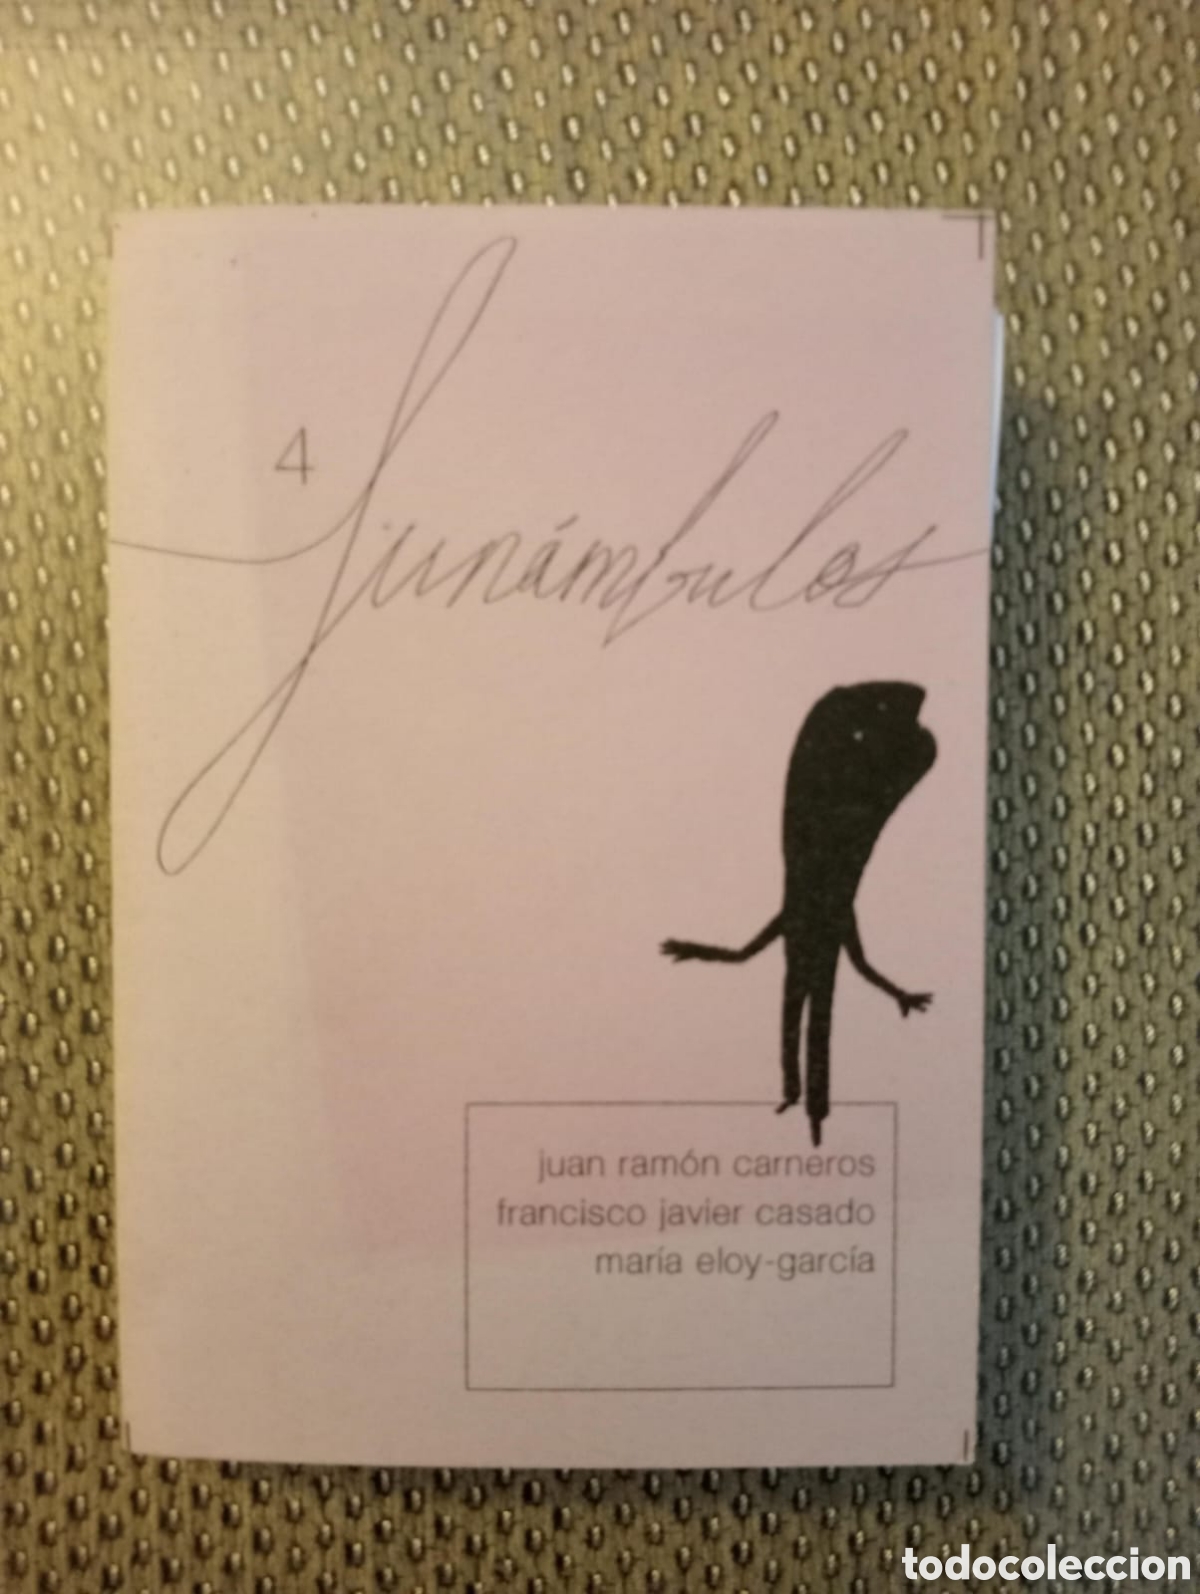 4
funámbulos
juan ramón carneros
francisco javier casado
maría eloy-garcía
todocoleccion